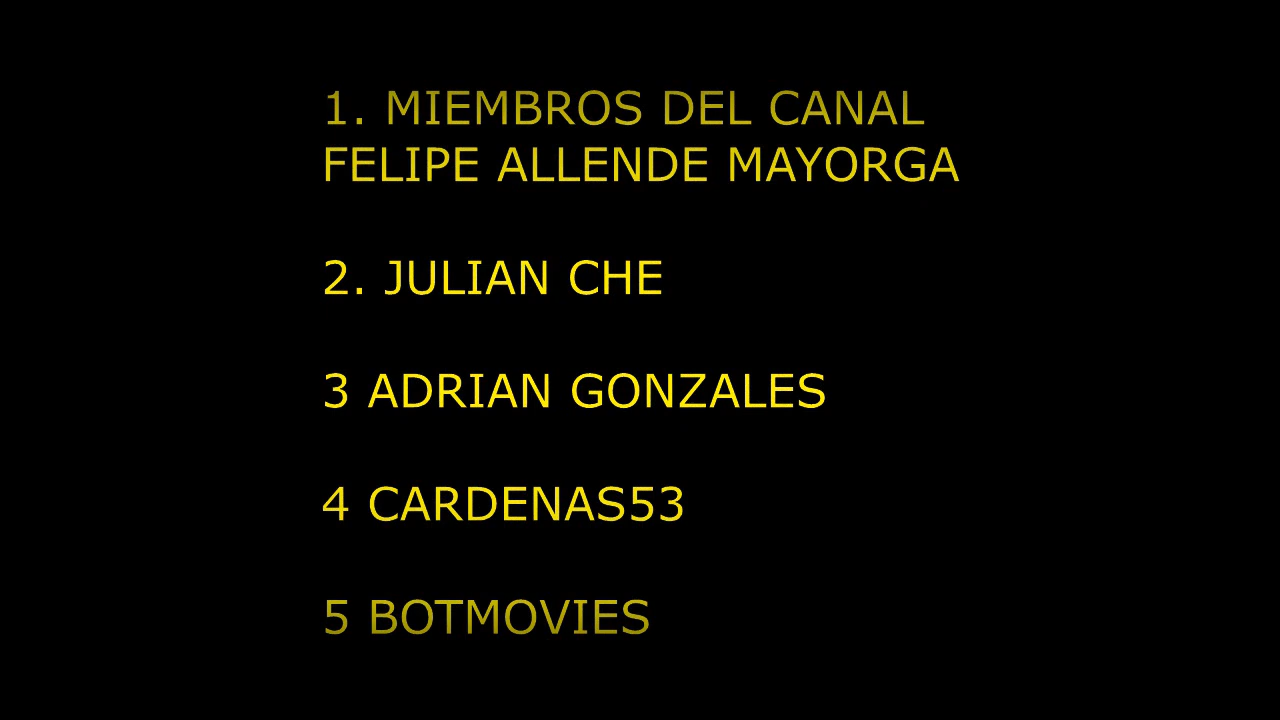 1. MIEMBROS DEL CANAL
FELIPE ALLENDE MAYORGA
2. JULIAN CHE
3 ADRIAN GONZALES
4 CARDENAS53
5 BOTMOVIES